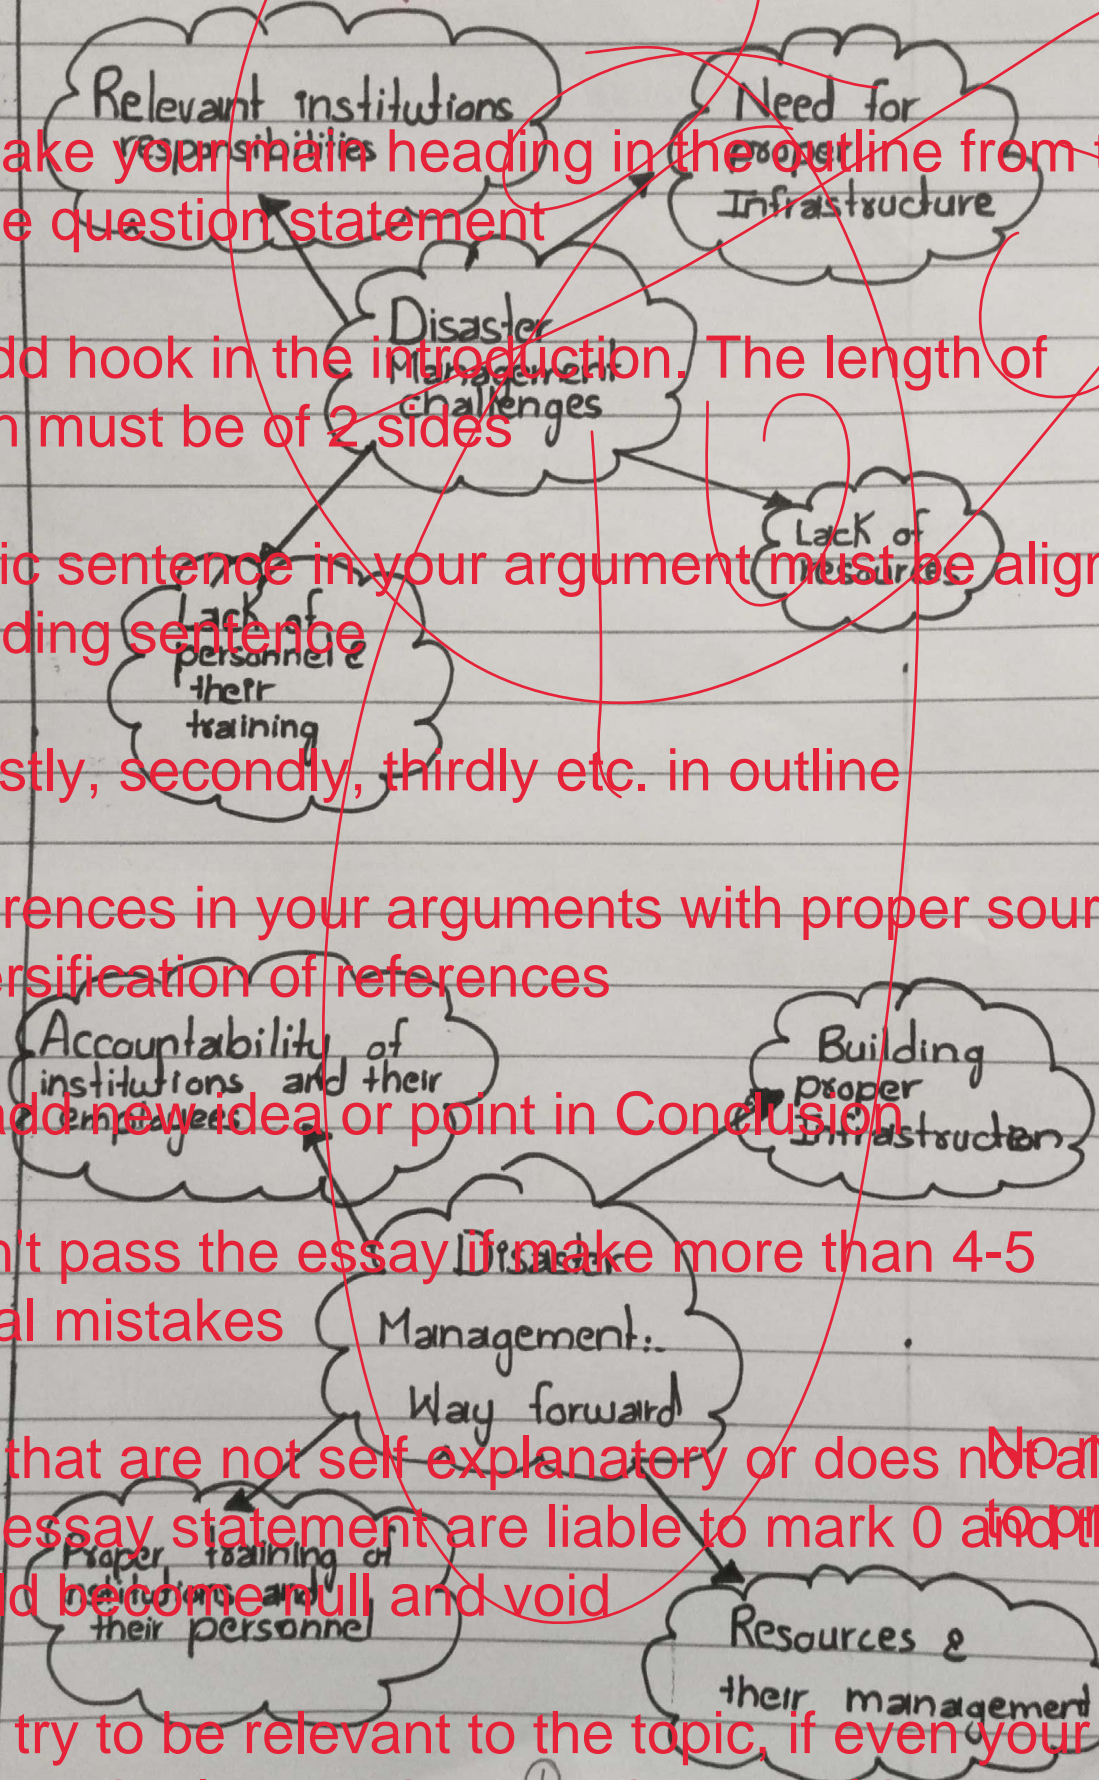 Relevant institutions
responsibilities
Need for
proper
Infrastructure
ake your main heading in the outline from t
e question statement
Disaster
Management
challenges
dd hook in the introduction. The length of
n must be of 2 sides
Lack of
resources
ic sentence in your argument must be align
ding sentence
Lack of
personnel &
their
training
stly, secondly, thirdly etc. in outline
rences in your arguments with proper sour
ersification of references
Accountability of
institutions and their
employees
Building
proper
add new idea or point in Conclusion
n't pass the essay if make more than 4-5
al mistakes
Disaster
Management:-
Way forward
that are not self explanatory or does not al
essay statement are liable to mark 0 and t
ld become null and void
No n
to pr
Proper training of
institutions and
their personnel
Resources &
their management
try to be relevant to the topic, if even your